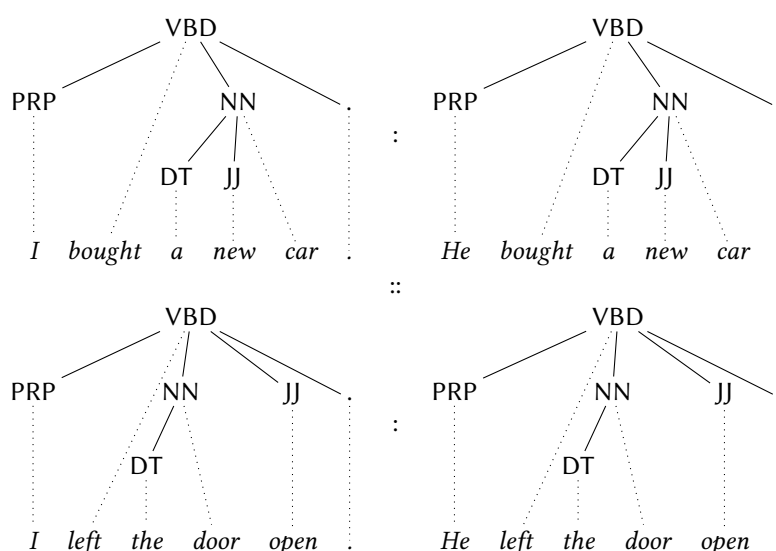 VBD VBD
PRP NN . PRP NN
:
DT JJ DT JJ
I bought a new car . He bought a new car
::
VBD VBD
PRP NN JJ . PRP NN JJ
:
DT DT
I left the door open . He left the door open